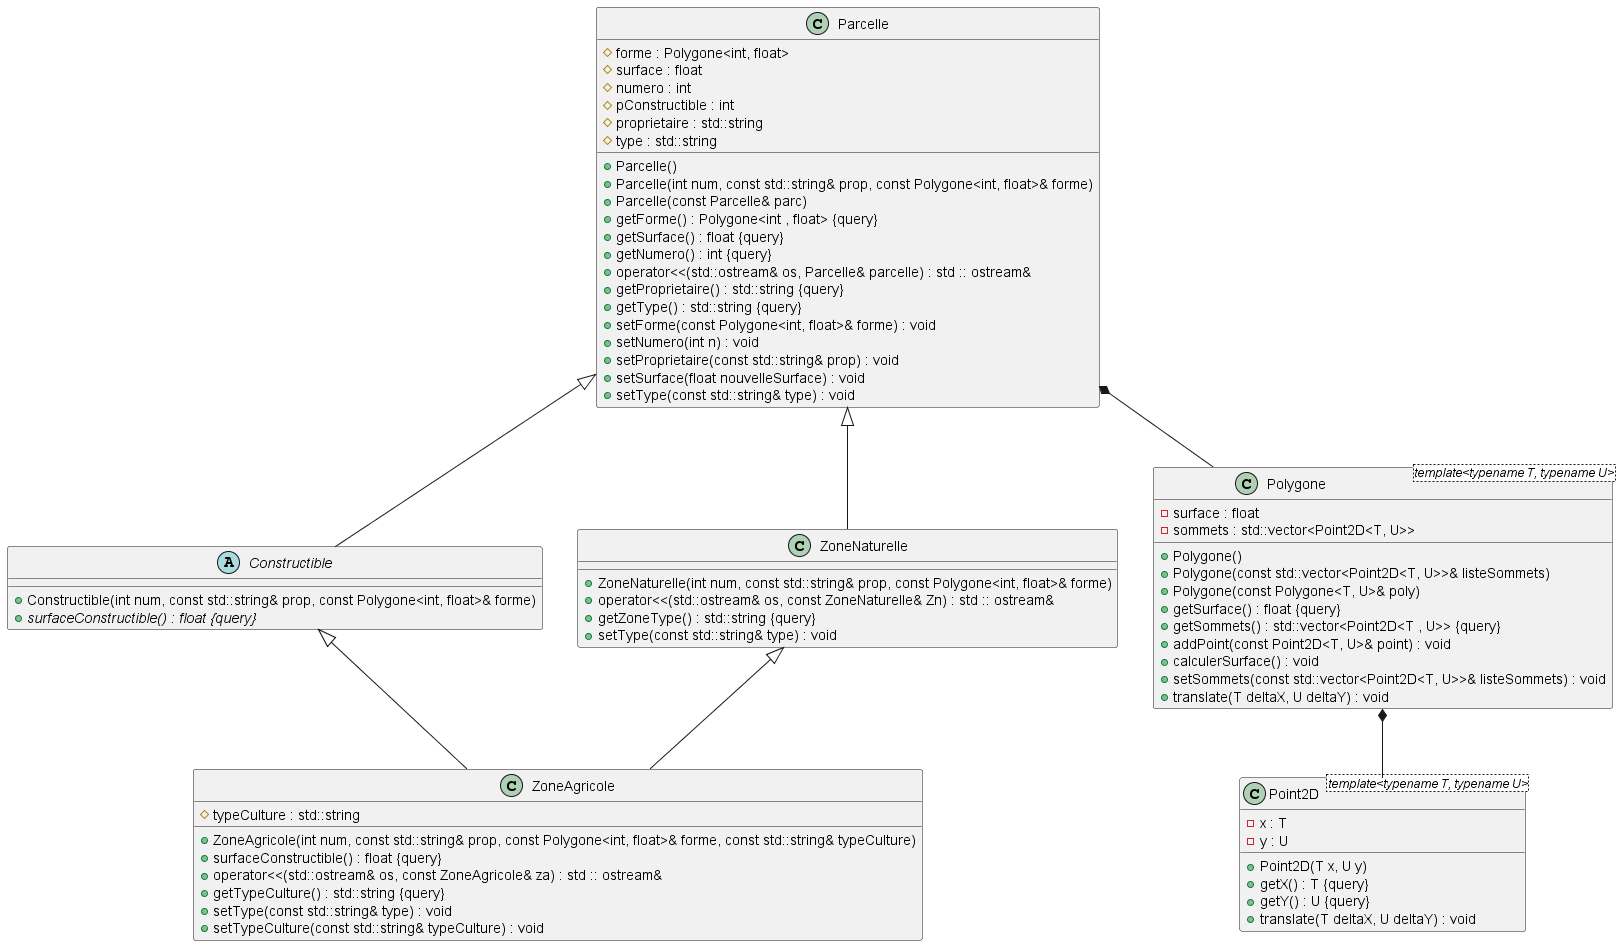 C Parcelle
forme : Polygone<int, float>
surface : float
numero : int
pConstructible : int
proprietaire : std::string
type : std::string
Parcelle()
Parcelle(int num, const std::string& prop, const Polygone<int, float>& forme)
Parcelle(const Parcelle& parc)
getForme() : Polygone<int , float> {query}
getSurface() : float {query}
getNumero() : int {query}
operator<<(std::ostream& os, Parcelle& parcelle) : std :: ostream&
getProprietaire() : std::string {query}
getType() : std::string {query}
setForme(const Polygone<int, float>& forme) : void
setNumero(int n) : void
setProprietaire(const std::string& prop) : void
setSurface(float nouvelleSurface) : void
setType(const std::string& type) : void
A Constructible
Constructible(int num, const std::string& prop, const Polygone<int, float>& forme)
surfaceConstructible() : float {query}
C ZoneNaturelle
ZoneNaturelle(int num, const std::string& prop, const Polygone<int, float>& forme)
operator<<(std::ostream& os, const ZoneNaturelle& Zn) : std :: ostream&
getZoneType() : std::string {query}
setType(const std::string& type) : void
template<typename T, typename U>
C Polygone
surface : float
sommets : std::vector<Point2D<T, U>>
Polygone()
Polygone(const std::vector<Point2D<T, U>>& listeSommets)
Polygone(const Polygone<T, U>& poly)
getSurface() : float {query}
getSommets() : std::vector<Point2D<T , U>> {query}
addPoint(const Point2D<T, U>& point) : void
calculerSurface() : void
setSommets(const std::vector<Point2D<T, U>>& listeSommets) : void
translate(T deltaX, U deltaY) : void
C ZoneAgricole
typeCulture : std::string
ZoneAgricole(int num, const std::string& prop, const Polygone<int, float>& forme, const std::string& typeCulture)
surfaceConstructible() : float {query}
operator<<(std::ostream& os, const ZoneAgricole& za) : std :: ostream&
getTypeCulture() : std::string {query}
setType(const std::string& type) : void
setTypeCulture(const std::string& typeCulture) : void
template<typename T, typename U>
C Point2D
x : T
y : U
Point2D(T x, U y)
getX() : T {query}
getY() : U {query}
translate(T deltaX, U deltaY) : void